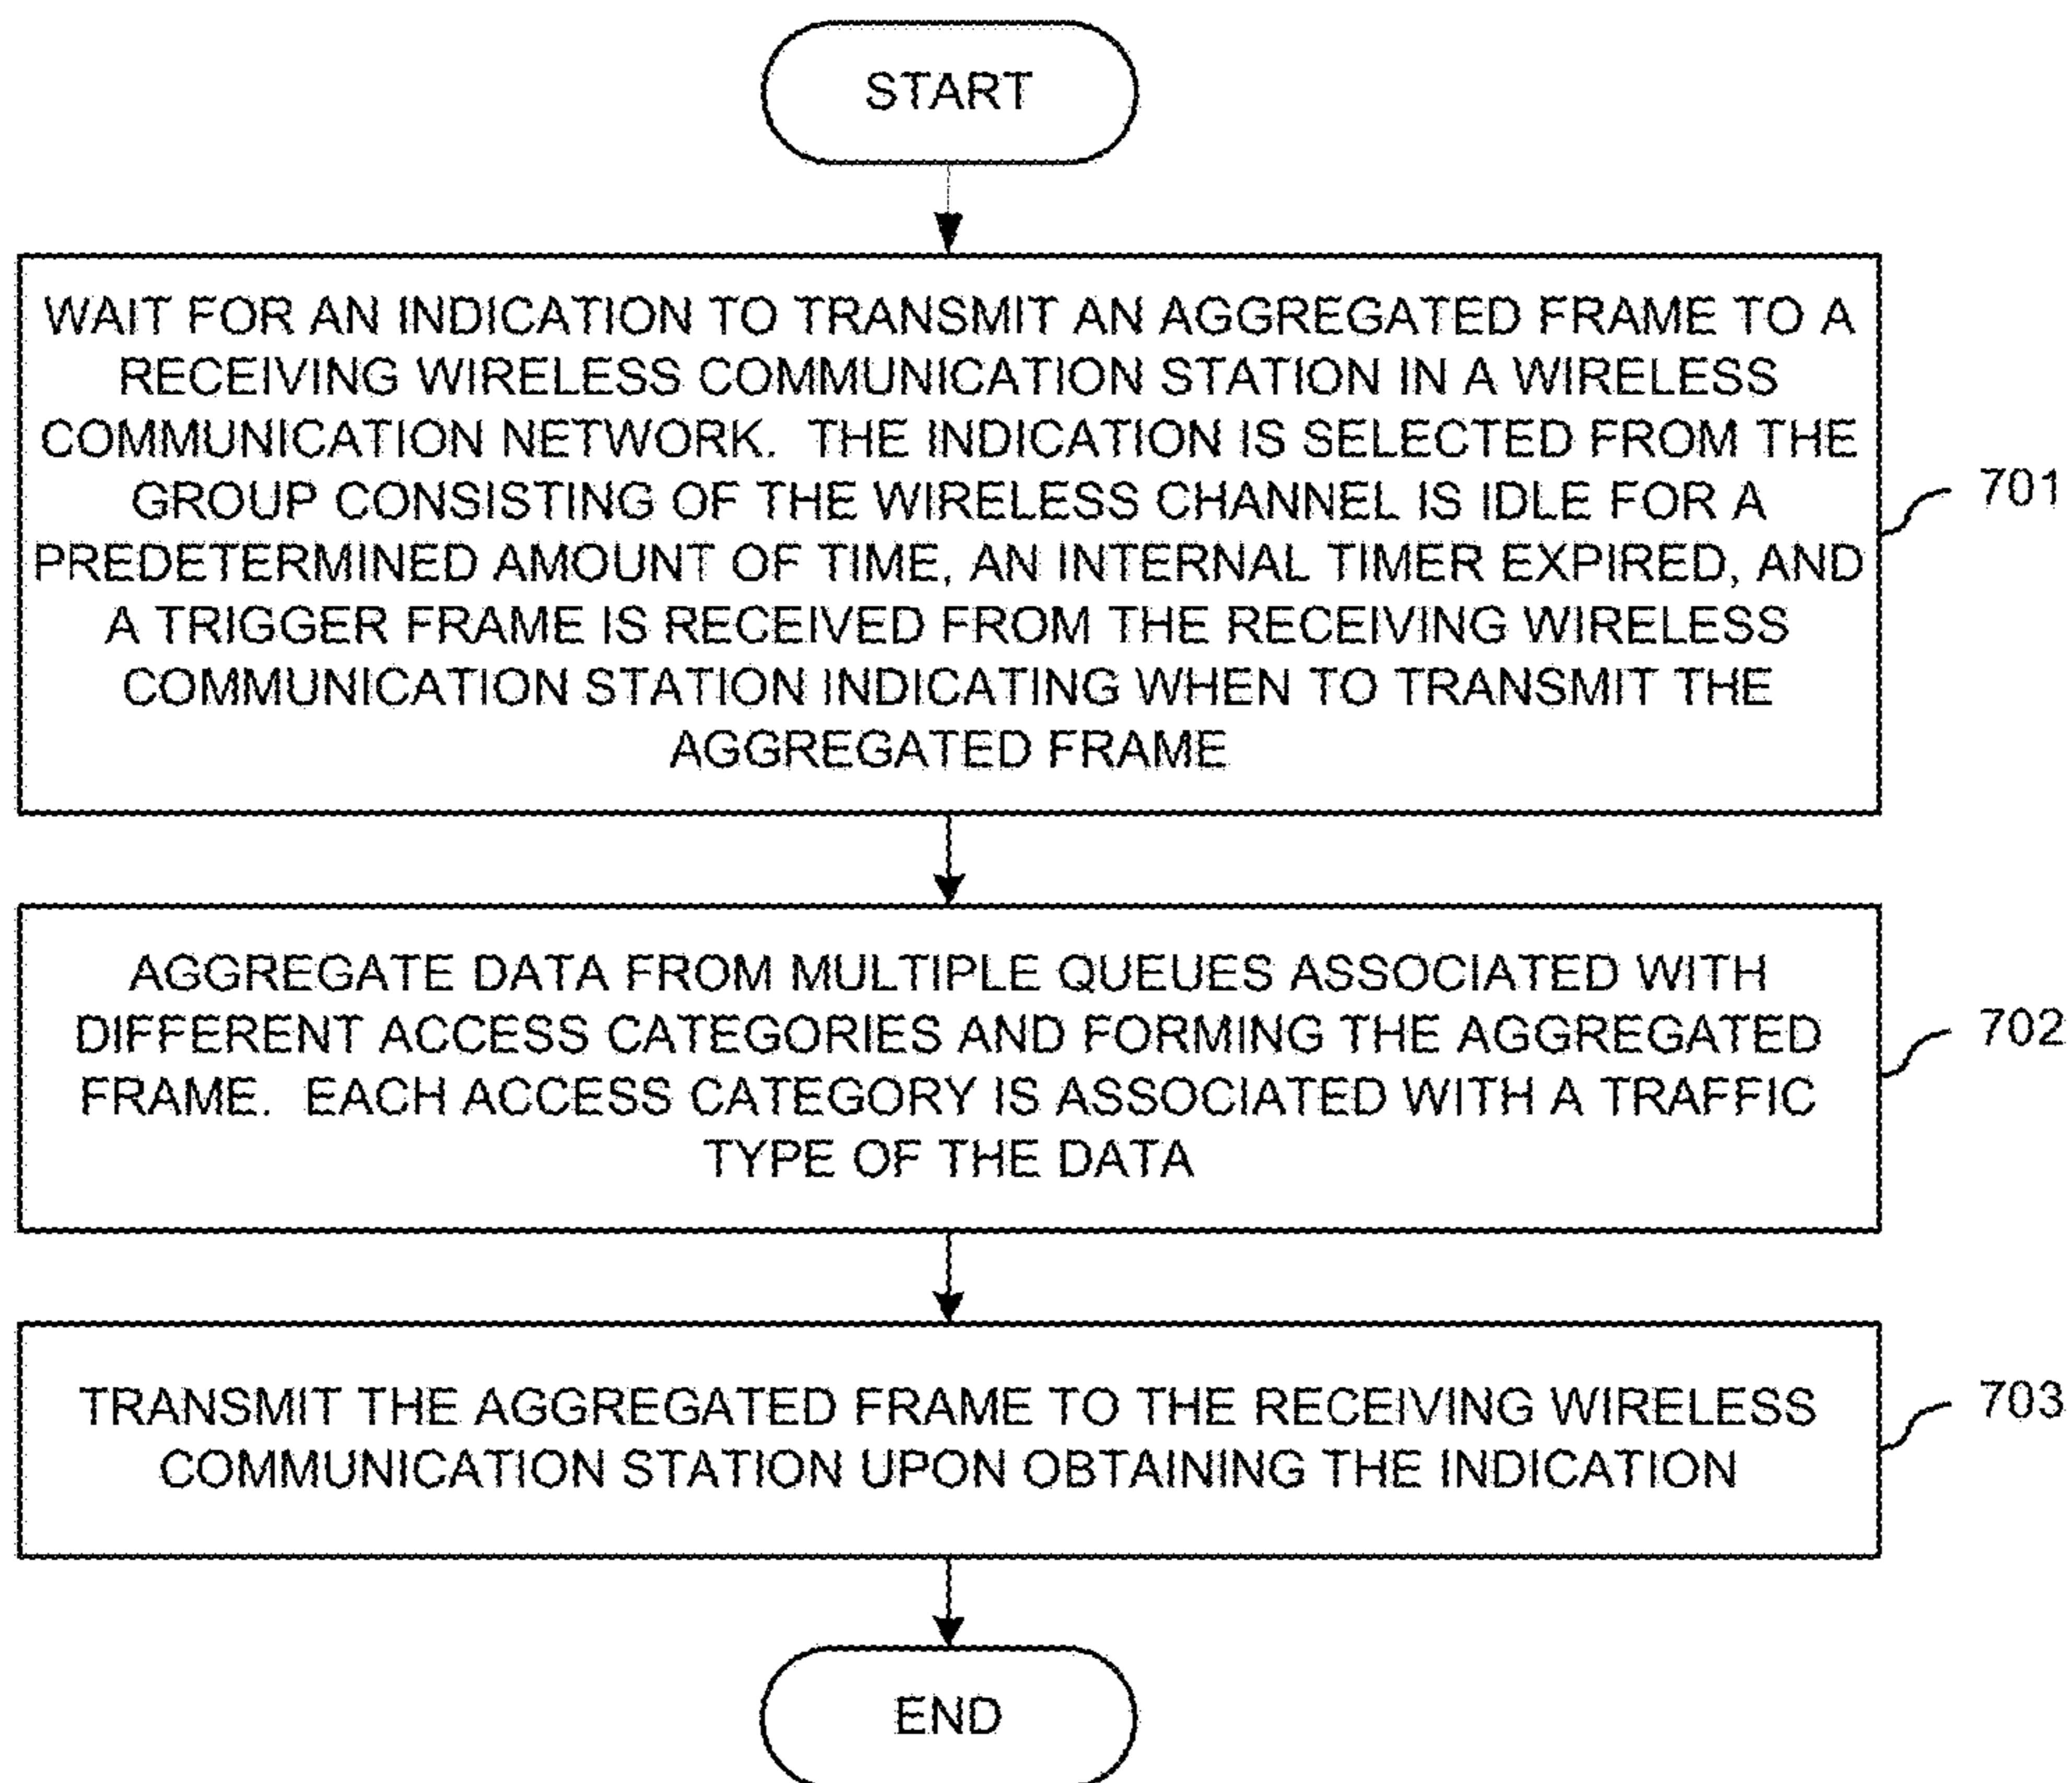 START
WAIT FOR AN INDICATION TO TRANSMIT AN AGGREGATED FRAME TO A
RECEIVING WIRELESS COMMUNICATION STATION IN A WIRELESS
COMMUNICATION NETWORK.  THE INDICATION IS SELECTED FROM THE
GROUP CONSISTING OF THE WIRELESS CHANNEL IS IDLE FOR A
PREDETERMINED AMOUNT OF TIME, AN INTERNAL TIMER EXPIRED, AND
A TRIGGER FRAME IS RECEIVED FROM THE RECEIVING WIRELESS
COMMUNICATION STATION INDICATING WHEN TO TRANSMIT THE
AGGREGATED FRAME
701
AGGREGATE DATA FROM MULTIPLE QUEUES ASSOCIATED WITH
DIFFERENT ACCESS CATEGORIES AND FORMING THE AGGREGATED
FRAME.  EACH ACCESS CATEGORY IS ASSOCIATED WITH A TRAFFIC
TYPE OF THE DATA
702
TRANSMIT THE AGGREGATED FRAME TO THE RECEIVING WIRELESS
COMMUNICATION STATION UPON OBTAINING THE INDICATION
703
END